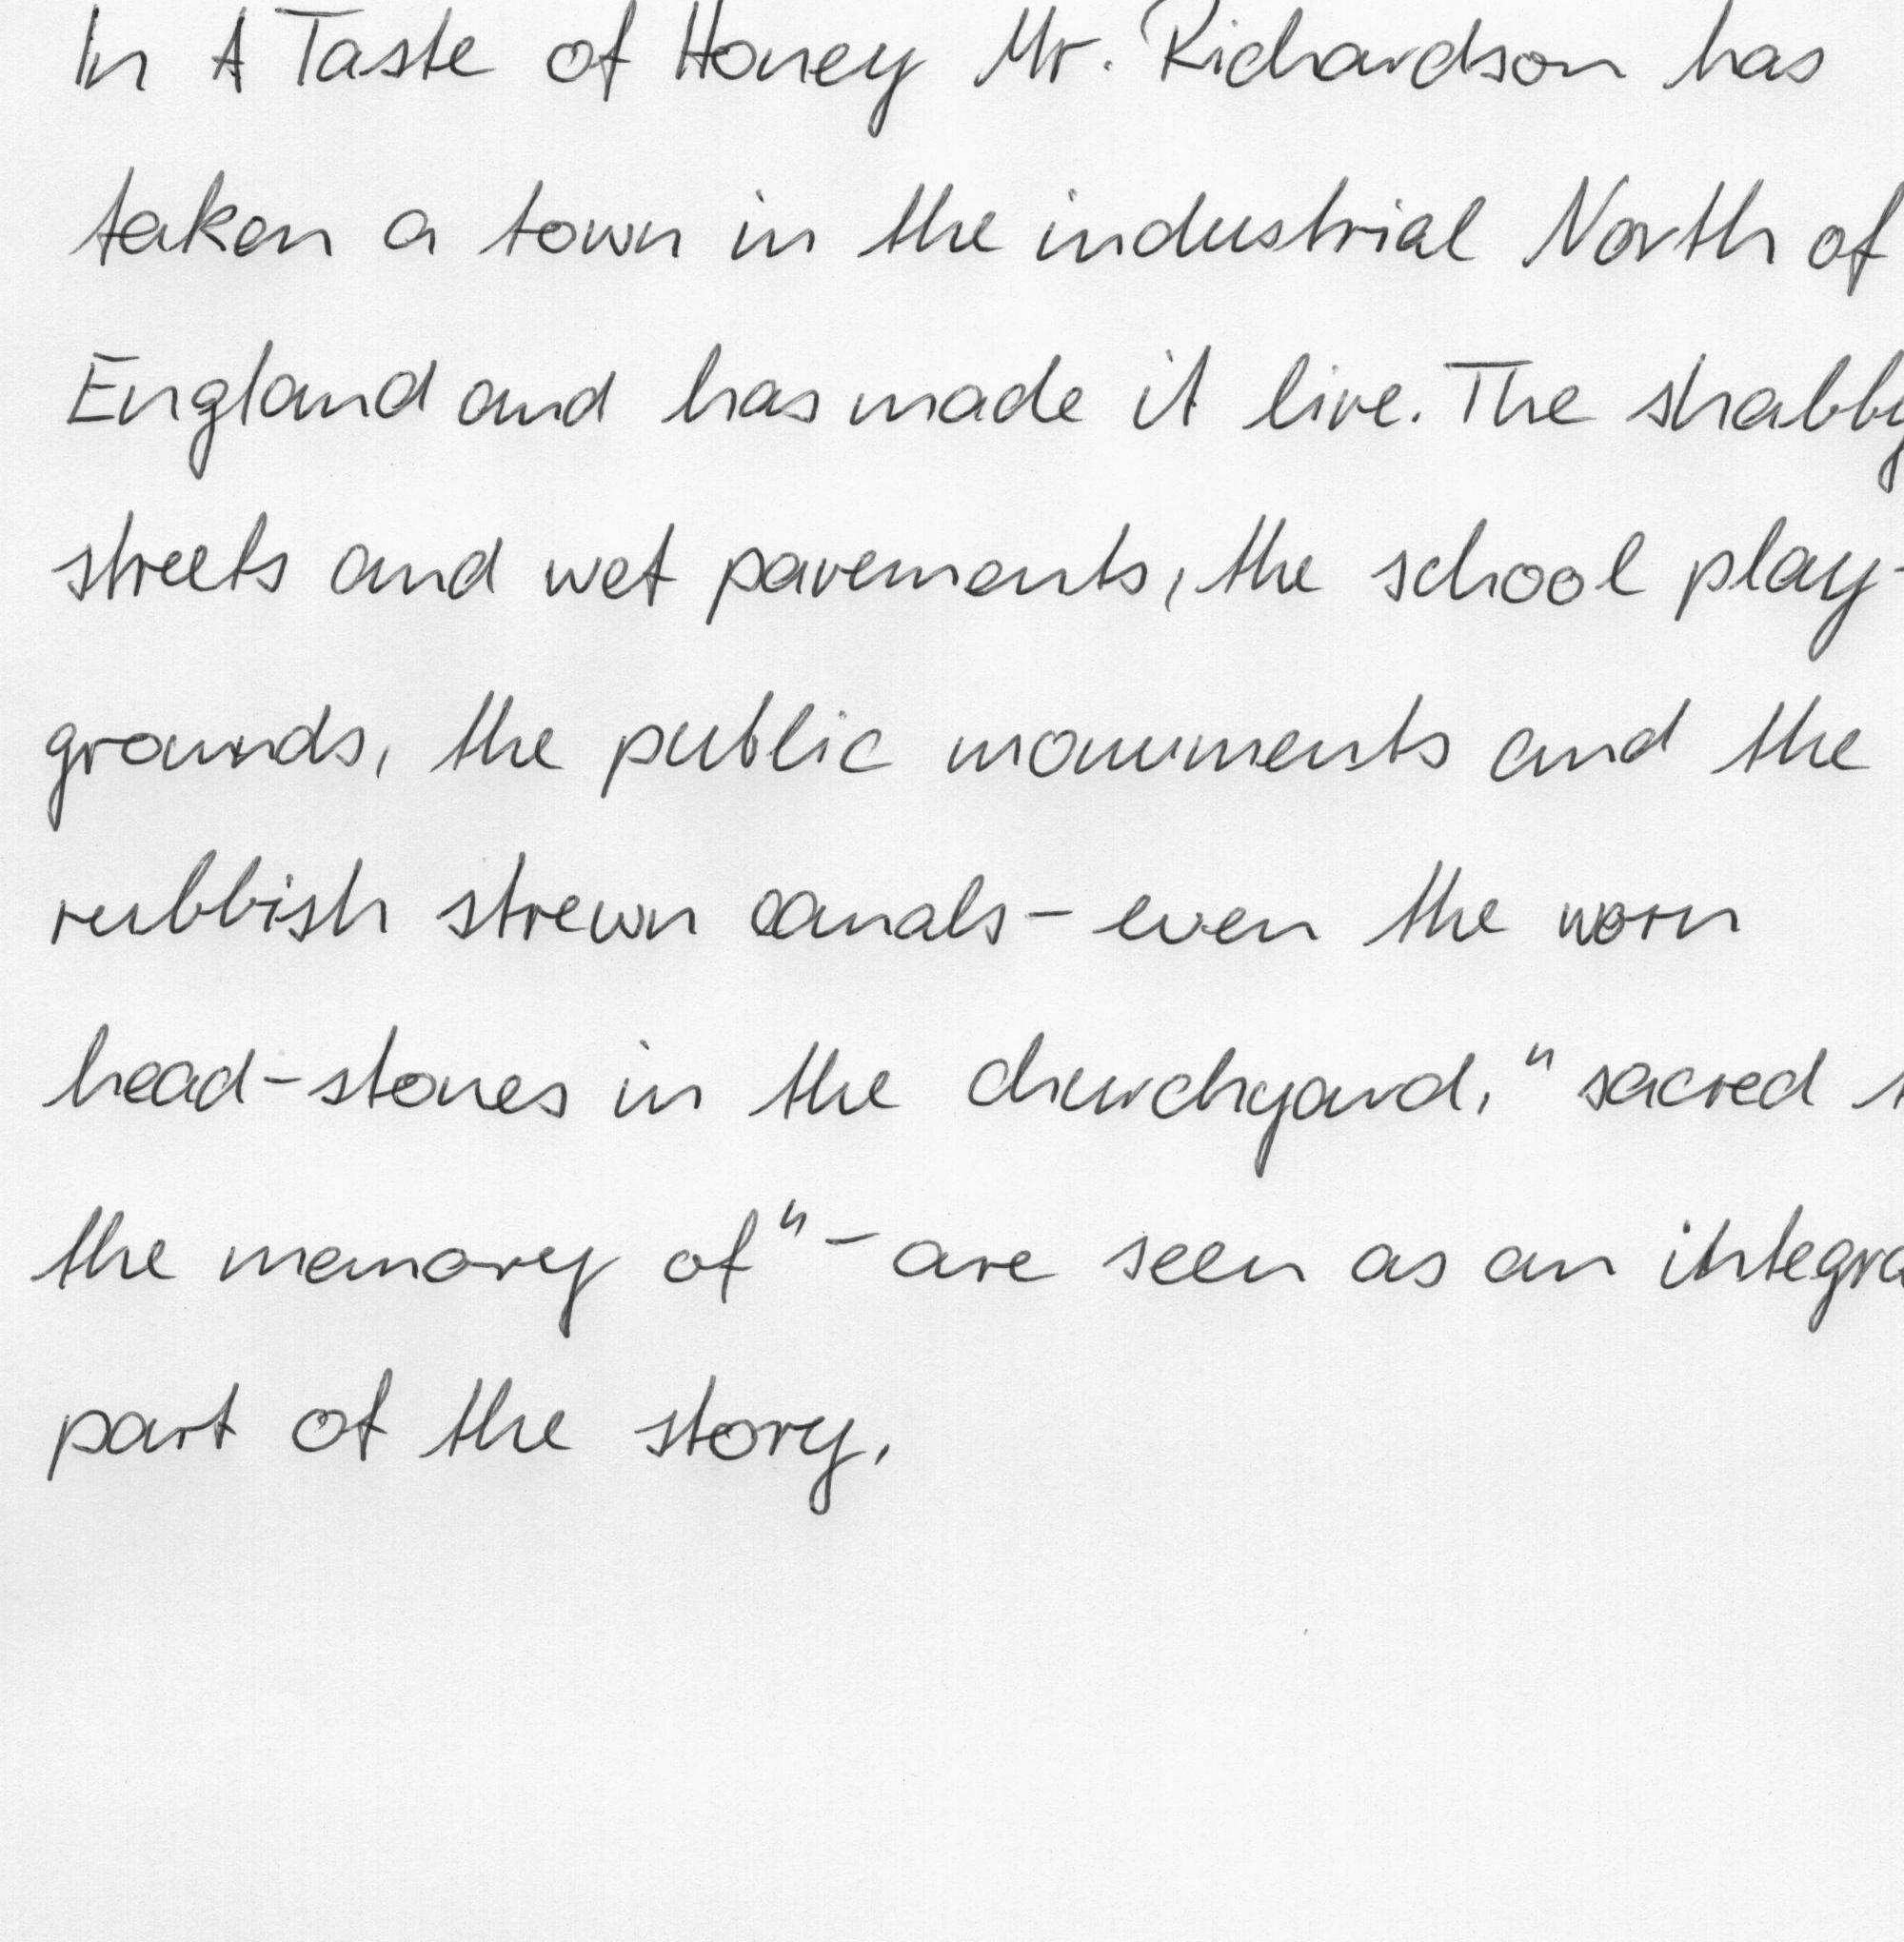 In A Taste of Honey Mr. Richardson has
taken a town in the industrial North of
England and has made it live. The shabby
streets and wet pavements, the school play-
grounds, the public monuments and the
rubbish strewn canals - even the worn
head-stones in the churchyard, "sacred
the memory of" - are seen as an integra
part of the story.